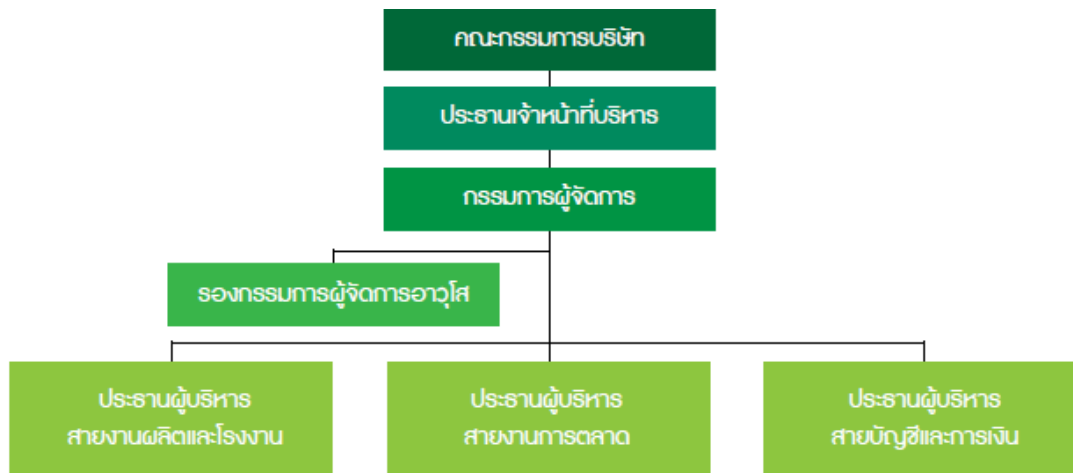 คณะกรรมการบริษัท
ประธานเจ้าหน้าที่บริหาร
กรรมการผู้จัดการ
รองกรรมการผู้จัดการอาวุโส
ประธานผู้บริหาร
สายงานผลิตและโรงงาน
ประธานผู้บริหาร
สายงานการตลาด
ประธานผู้บริหาร
สายบัญชีและการเงิน